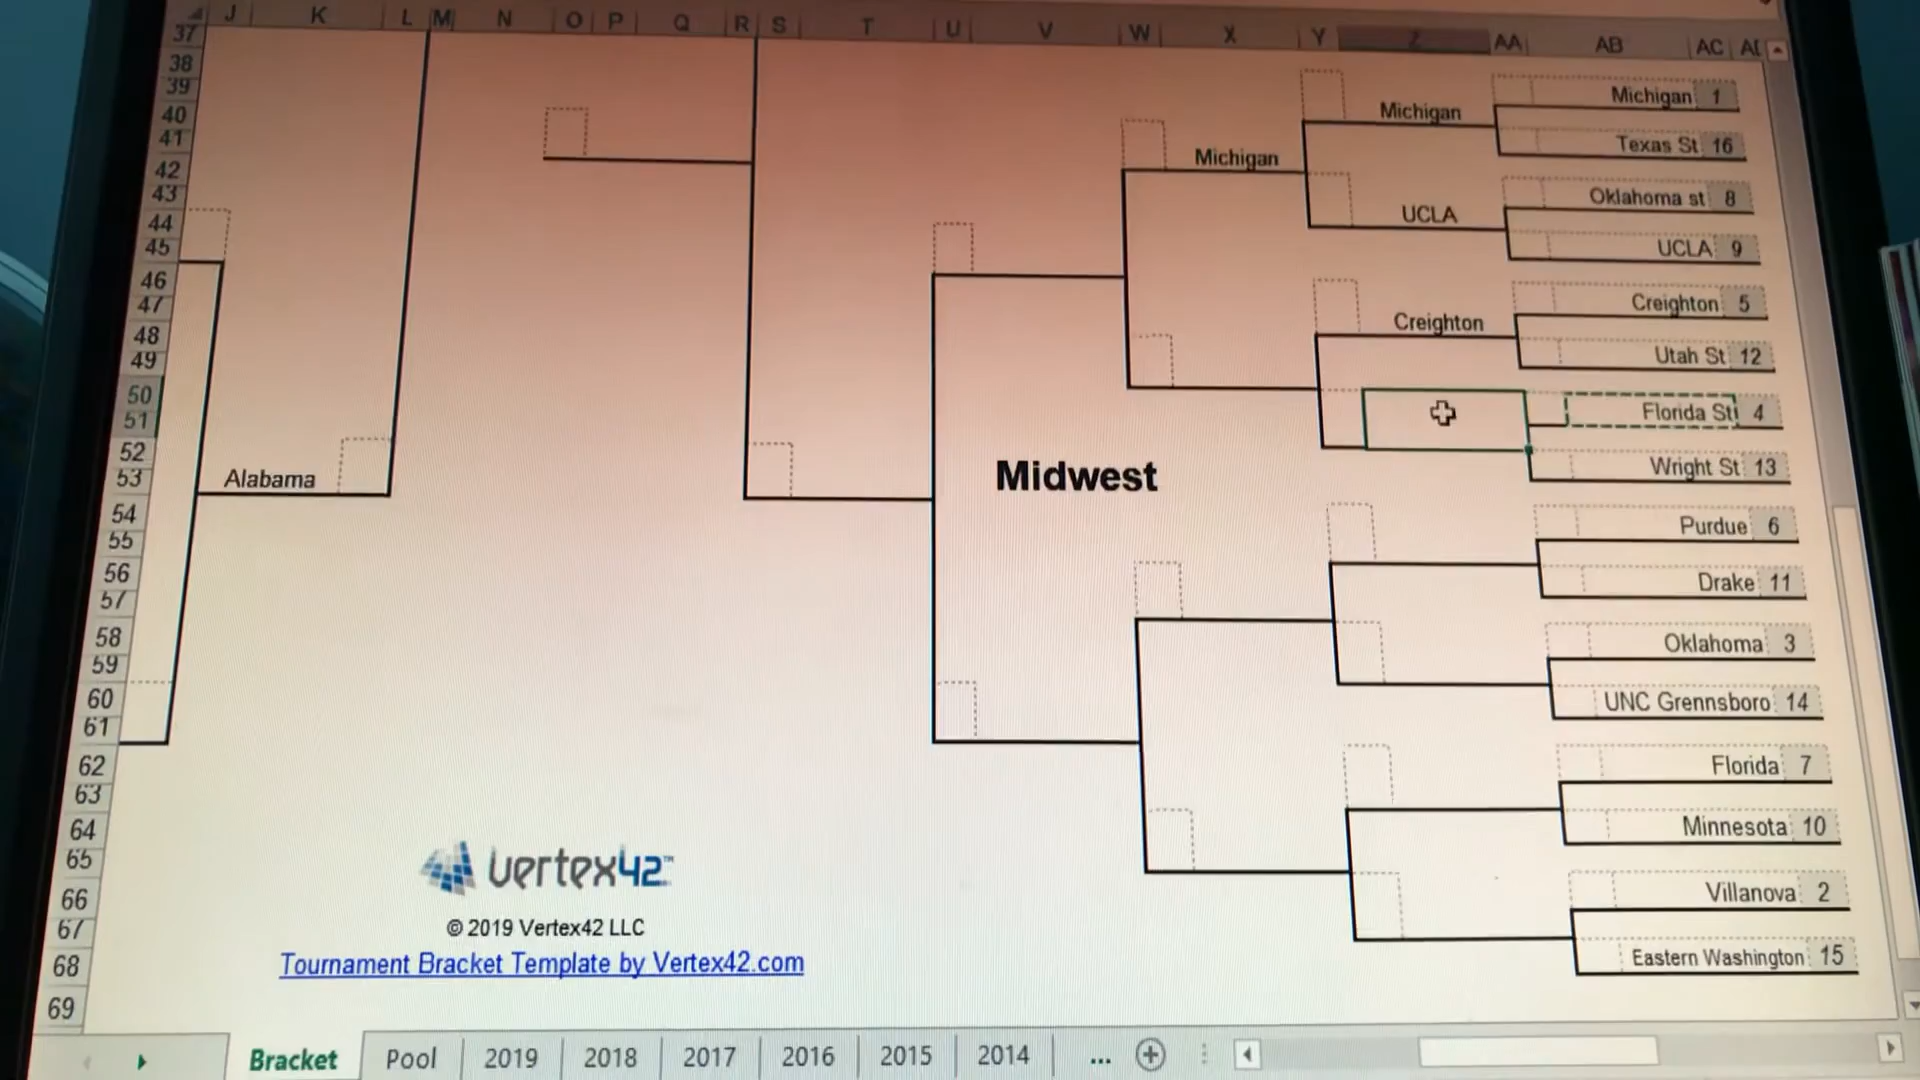 J K L M N O P Q R S T U V W X Y Z AA AB AC
37
38
39
40
41
42
43
44
45
46
47
48
49
50
51
52
53
54
55
56
57
58
59
60
61
62
63
64
65
66
67
68
69
Michigan 1
Michigan
Texas St 16
Michigan
Oklahoma st 8
UCLA
UCLA 9
Creighton 5
Creighton
Utah St 12
Florida St 4
Wright St 13
Alabama
Midwest
Purdue 6
Drake 11
Oklahoma 3
UNC Grennsboro 14
Florida 7
Minnesota 10
Villanova 2
Eastern Washington 15
vertex42™
© 2019 Vertex42 LLC
Tournament Bracket Template by Vertex42.com
Bracket Pool 2019 2018 2017 2016 2015 2014 ...